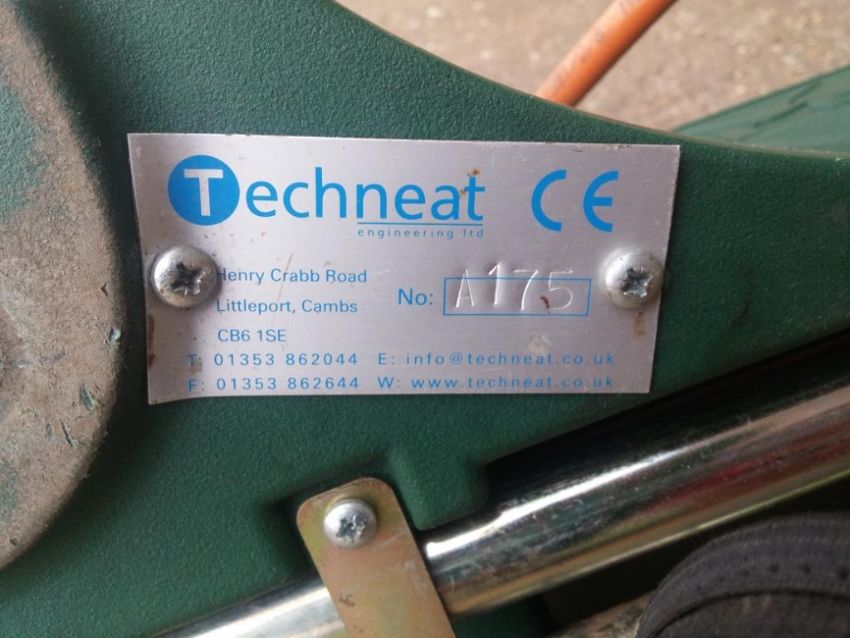 Techneat
engineering ltd
CE
Henry Crabb Road
Littleport, Cambs
CB6 1SE
No: A175
T: 01353 862044 E: info@techneat.co.uk
F: 01353 862644 W: www.techneat.co.uk